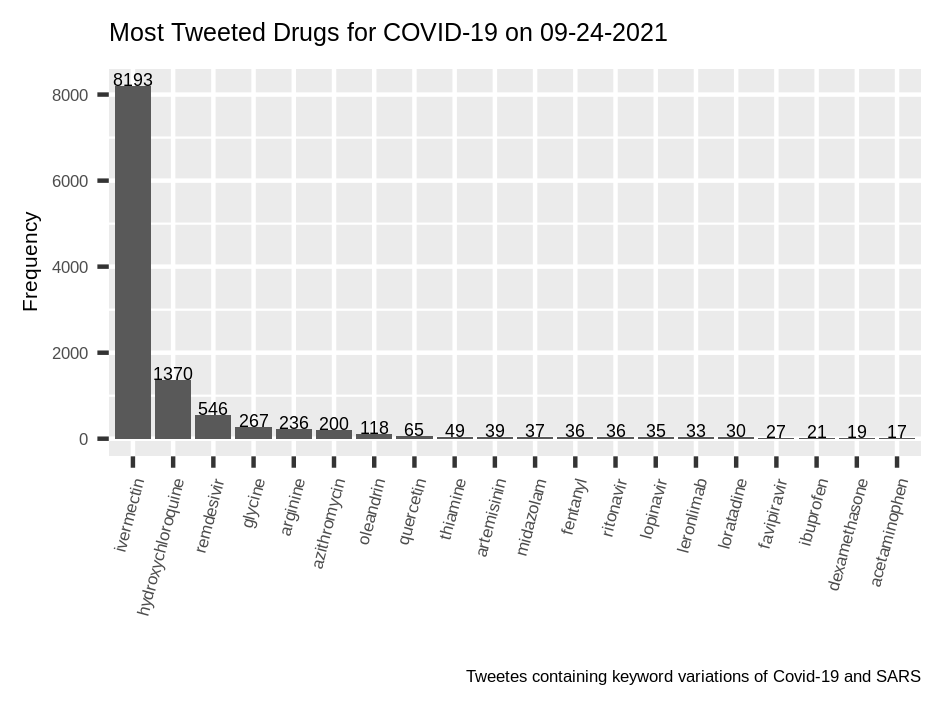 Most Tweeted Drugs for COVID-19 on 09-24-2021
Frequency
8000
6000
4000
2000
0
8193
1370
546
267
236
200
118
65
49
39
37
36
36
35
33
30
27
21
19
17
ivermectin
hydroxychloroquine
remdesivir
glycine
arginine
azithromycin
oleandrin
quercetin
thiamine
artemisinin
midazolam
fentanyl
ritonavir
lopinavir
leronlimab
loratadine
favipiravir
ibuprofen
dexamethasone
acetaminophen
Tweetes containing keyword variations of Covid-19 and SARS